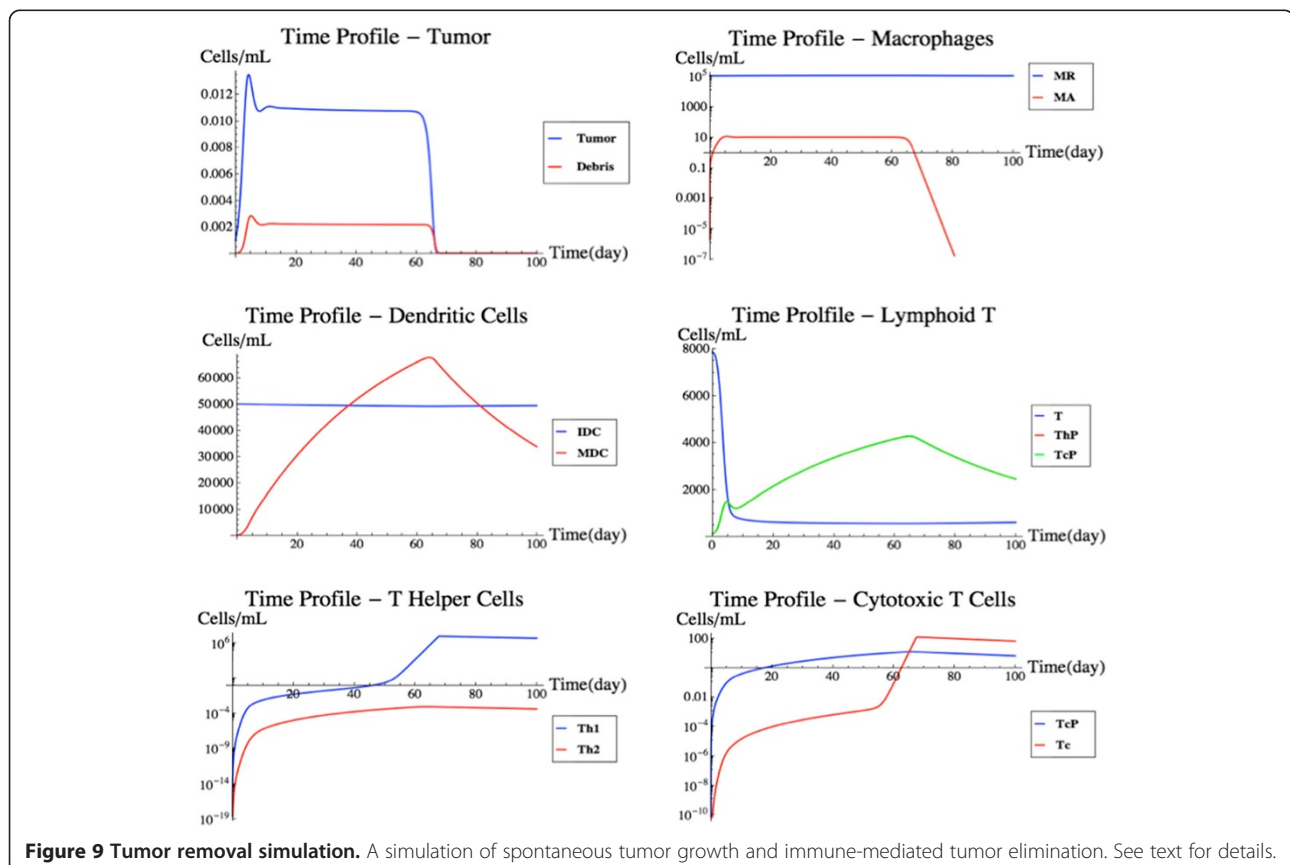 Time Profile – Tumor
Cells/mL
0.012
0.010
0.008
0.006
0.004
0.002
20 40 60 80 100
Time(day)
Tumor
Debris
Time Profile – Macrophages
Cells/mL
10⁵
1000
10
0.1
0.001
10⁻⁵
10⁻⁷
20 40 60 80 100
Time(day)
MR
MA
Time Profile – Dendritic Cells
Cells/mL
60000
50000
40000
30000
20000
10000
20 40 60 80 100
Time(day)
IDC
MDC
Time Prolfile – Lymphoid T
Cells/mL
8000
6000
4000
2000
0 20 40 60 80 100
Time(day)
T
ThP
TcP
Time Profile – T Helper Cells
Cells/mL
10⁶
10⁻⁴
10⁻⁹
10⁻¹⁴
10⁻¹⁹
20 40 60 80 100
Time(day)
Th1
Th2
Time Profile – Cytotoxic T Cells
Cells/mL
100
0.01
10⁻⁴
10⁻⁶
10⁻⁸
10⁻¹⁰
20 40 60 80 100
Time(day)
TcP
Tc
Figure 9 Tumor removal simulation. A simulation of spontaneous tumor growth and immune-mediated tumor elimination. See text for details.